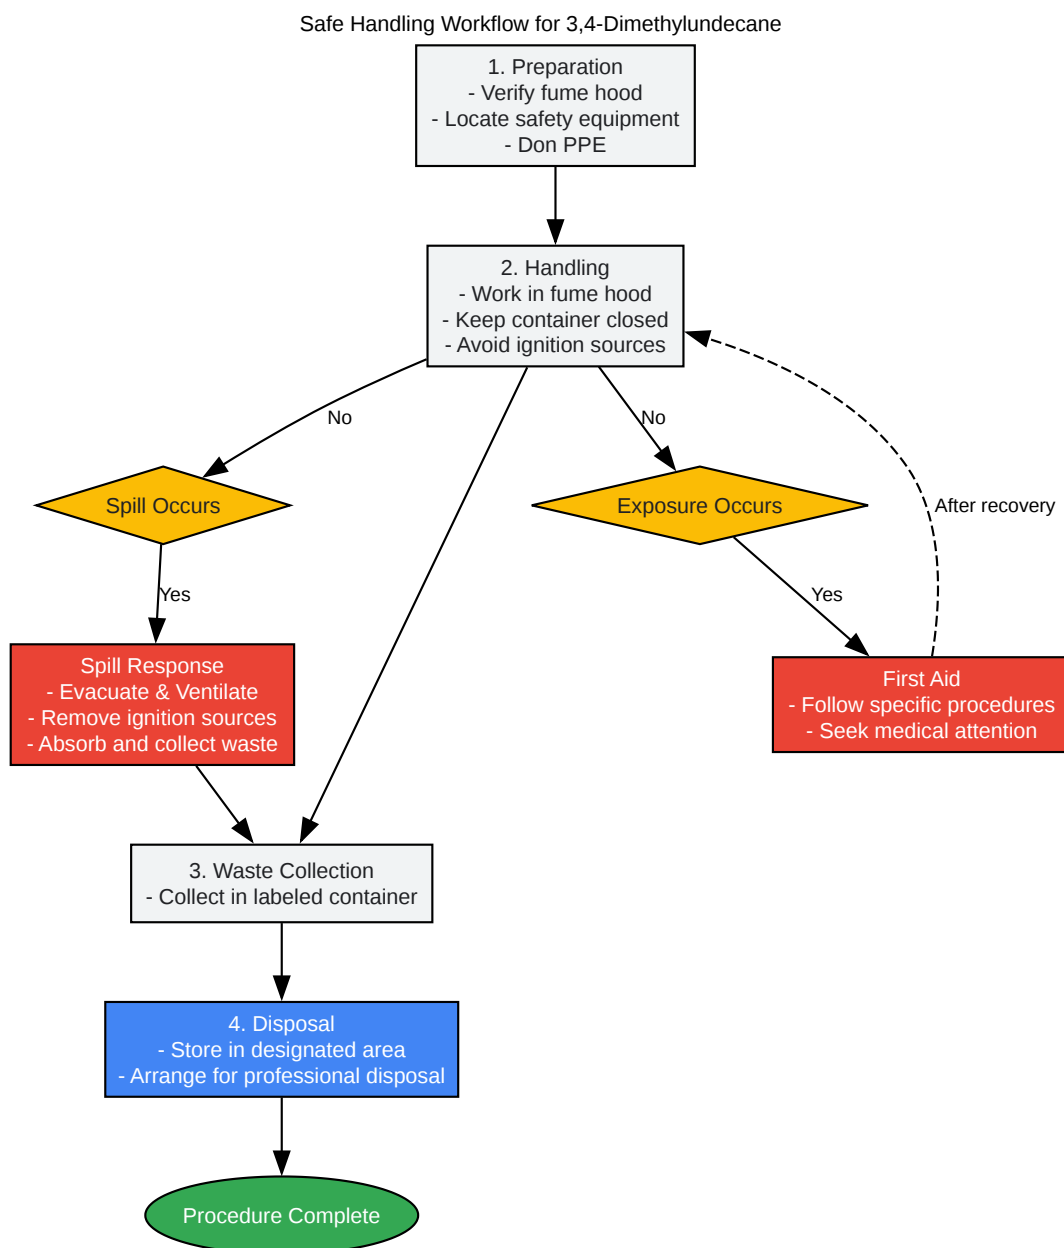 Safe Handling Workflow for 3,4-Dimethylundecane
1. Preparation
- Verify fume hood
- Locate safety equipment
- Don PPE
2. Handling
- Work in fume hood
- Keep container closed
- Avoid ignition sources
No
No
Spill Occurs
Exposure Occurs
After recovery
Yes
Yes
Spill Response
- Evacuate & Ventilate
- Remove ignition sources
- Absorb and collect waste
First Aid
- Follow specific procedures
- Seek medical attention
3. Waste Collection
- Collect in labeled container
4. Disposal
- Store in designated area
- Arrange for professional disposal
Procedure Complete